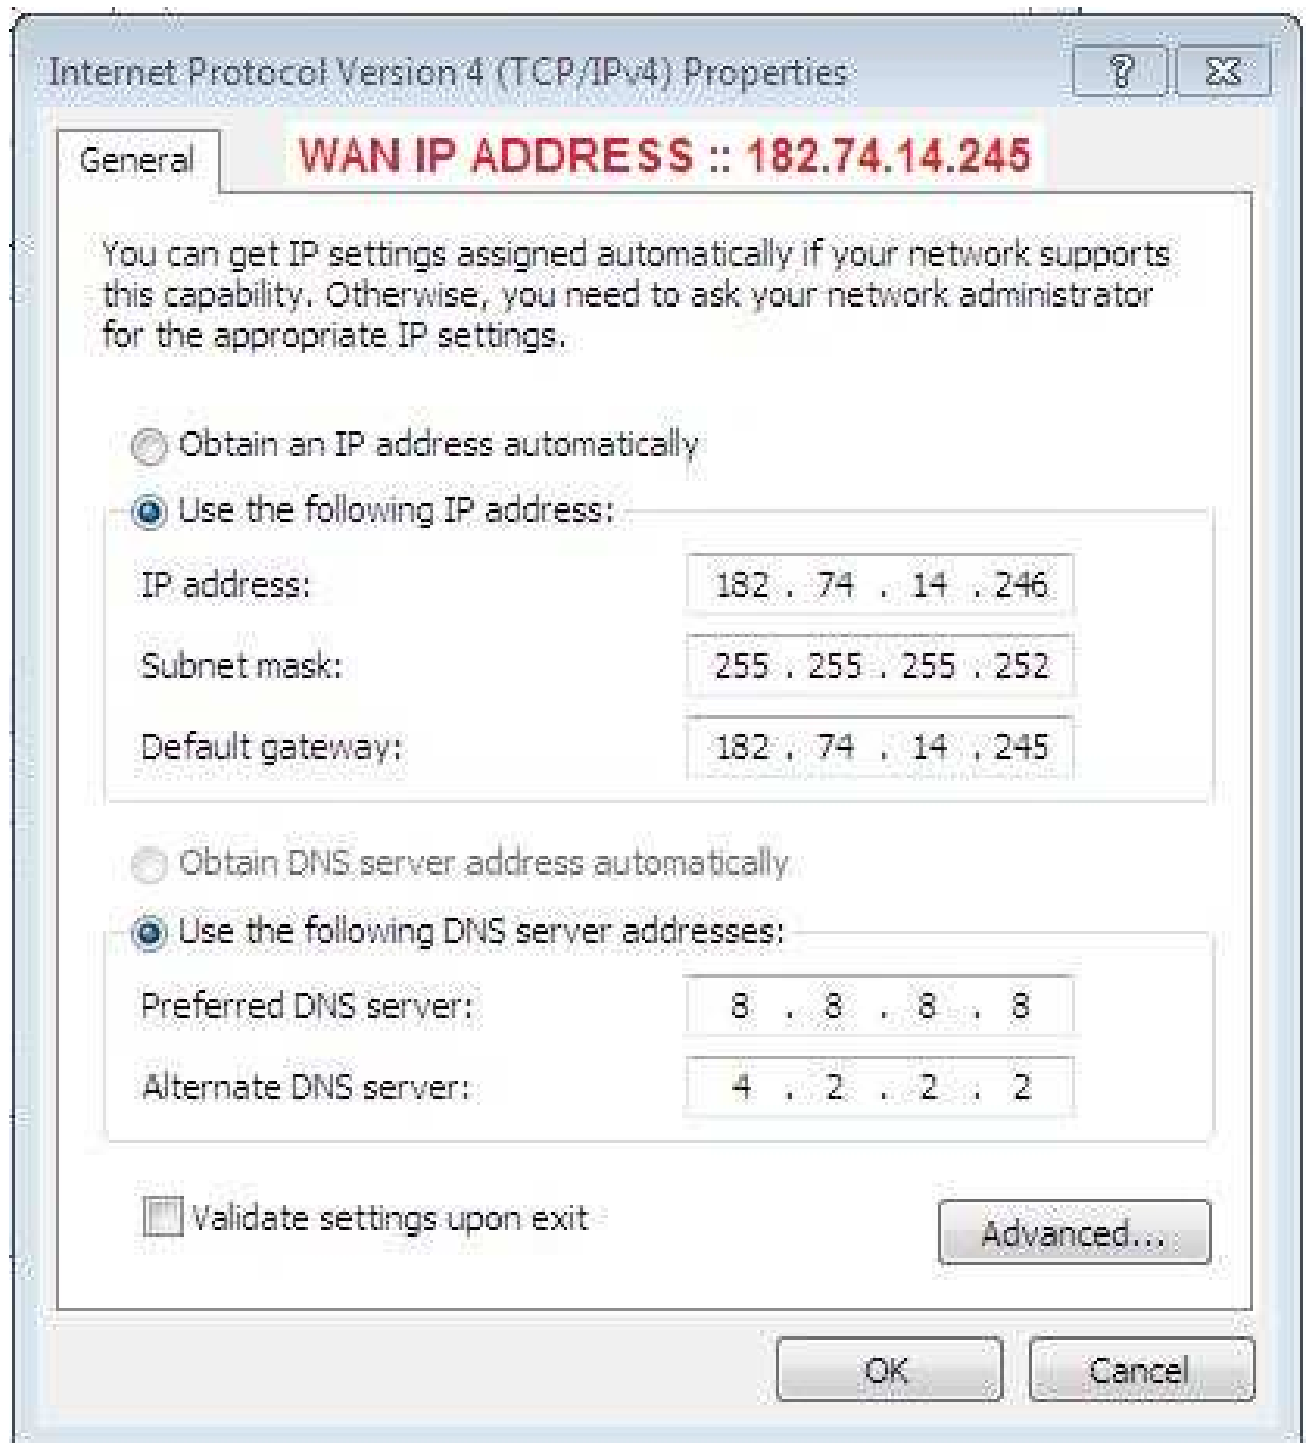 Internet Protocol Version 4 (TCP/IPv4) Properties
General
WAN IP ADDRESS :: 182.74.14.245
You can get IP settings assigned automatically if your network supports
this capability. Otherwise, you need to ask your network administrator
for the appropriate IP settings.
Obtain an IP address automatically
Use the following IP address:
IP address: 182 . 74 . 14 . 246
Subnet mask: 255 . 255 . 255 . 252
Default gateway: 182 . 74 . 14 . 245
Obtain DNS server address automatically
Use the following DNS server addresses:
Preferred DNS server: 8 . 8 . 8 . 8
Alternate DNS server: 4 . 2 . 2 . 2
Validate settings upon exit
Advanced...
OK Cancel